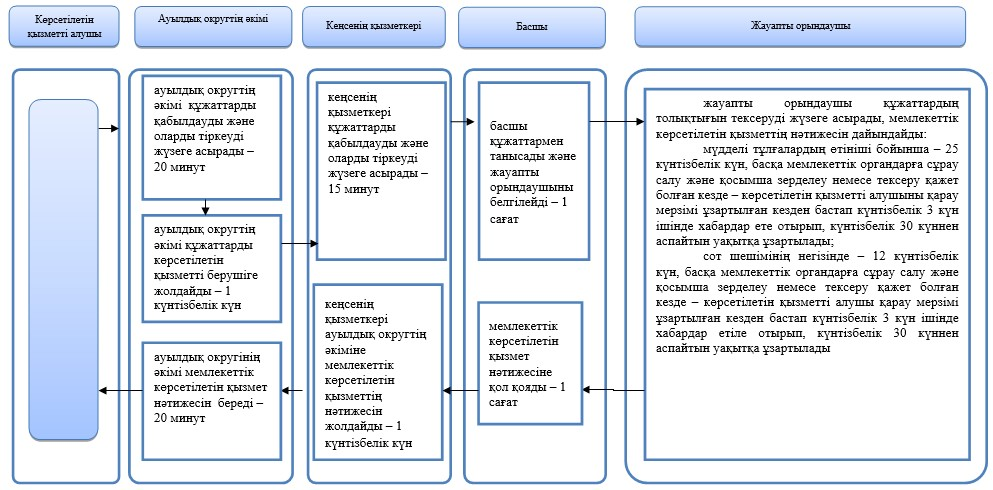 Көрсетілетін
қызметті алушы
Ауылдық округтің әкімі
Кеңсенің қызметкері
Басшы
Жауапты орындаушы
ауылдық округтің
әкімі құжаттарды
қабылдауды және
оларды тіркеуді
жүзеге асырады –
20 минут
ауылдық округтің
әкімі құжаттарды
көрсетілетін
қызметті берушіге
жолдайды – 1
күнтізбелік күн
ауылдық округінің
әкімі мемлекеттік
көрсетілетін қызмет
нәтижесін береді –
20 минут
кеңсенің
қызметкері
құжаттарды
қабылдауды және
оларды тіркеуді
жүзеге асырады –
15 минут
кеңсенің
қызметкері
ауылдық округтің
әкіміне
мемлекеттік
көрсетілетін
қызметтің
нәтижесін
жолдайды – 1
күнтізбелік күн
басшы
құжаттармен
танысады және
жауапты
орындаушыны
белгілейді – 1
сағат
мемлекеттік
көрсетілетін
қызмет
нәтижесіне
қол қояды – 1
сағат
жауапты орындаушы құжаттардың
толықтығын тексеруді жүзеге асырады, мемлекеттік
көрсетілетін қызметтің нәтижесін дайындайды:
мүдделі тұлғалардың өтініші бойынша – 25
күнтізбелік күн, басқа мемлекеттік органдарға сұрау
салу және қосымша зерделеу немесе тексеру қажет
болған кезде – көрсетілетін қызметті алушыны қарау
мерзімі ұзартылған кезден бастап күнтізбелік 3 күн
ішінде хабардар ете отырып, күнтізбелік 30 күннен
аспайтын уақытқа ұзартылады;
сот шешімінің негізінде – 12 күнтізбелік
күн, басқа мемлекеттік органдарға сұрау салу және
қосымша зерделеу немесе тексеру қажет болған
кезде – көрсетілетін қызметті алушы қарау мерзімі
ұзартылған кезден бастап күнтізбелік 3 күн ішінде
хабардар етіле отырып, күнтізбелік 30 күннен
аспайтын уақытқа ұзартылады